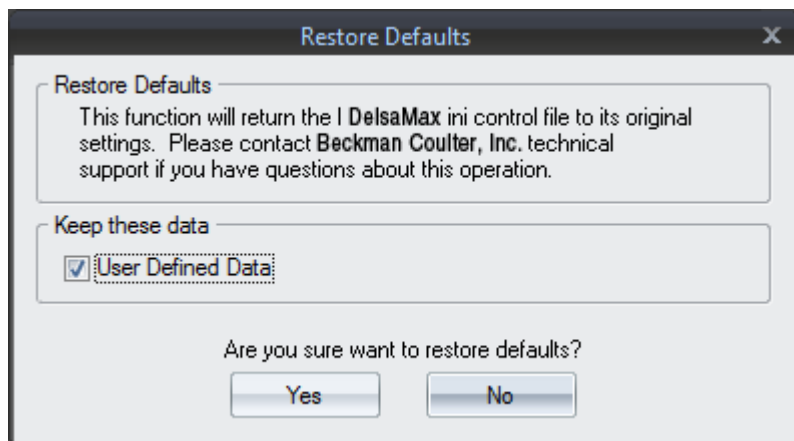 Restore Defaults
X
Restore Defaults
This function will return the l DelsaMax ini control file to its original
settings. Please contact Beckman Coulter, Inc. technical
support if you have questions about this operation.
Keep these data
User Defined Data
Are you sure want to restore defaults?
Yes
No